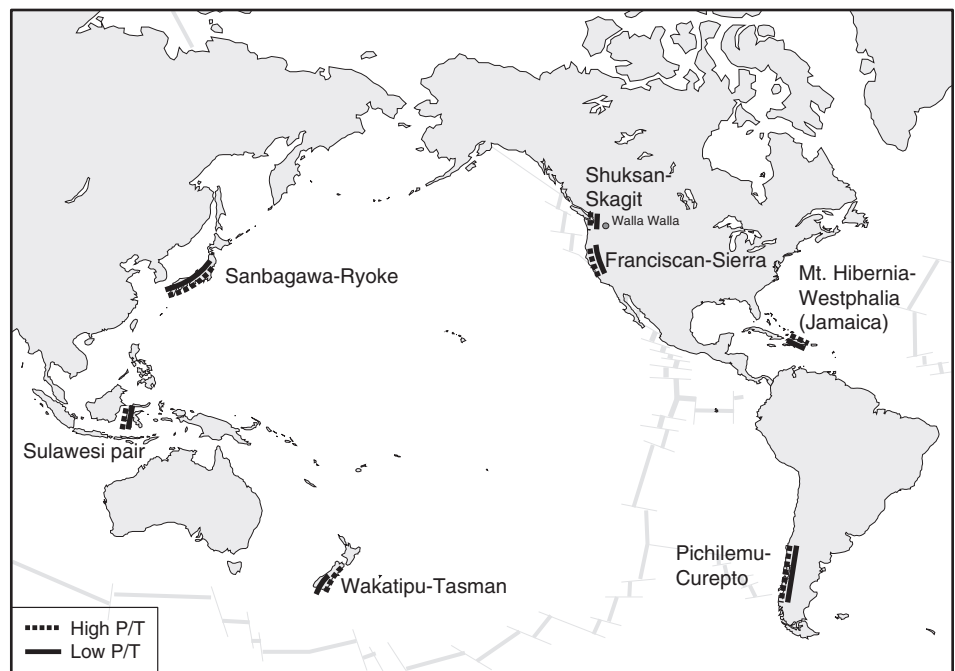 Shuksan-
Skagit
Walla Walla
Sanbagawa-Ryoke
Franciscan-Sierra
Mt. Hibernia-
Westphalia
(Jamaica)
Sulawesi pair
Wakatipu-Tasman
Pichilemu-
Curepto
High P/T
Low P/T